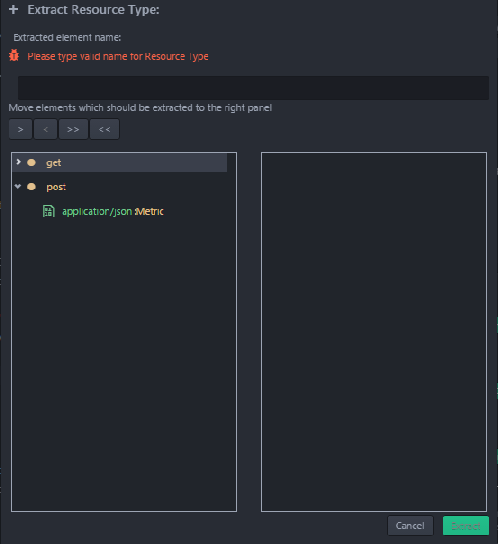 + Extract Resource Type:
Extracted element name:
Please type valid name for Resource Type
Move elements which should be extracted to the right panel
> < >> <<
get
post
application/json :Metric
Cancel Extract